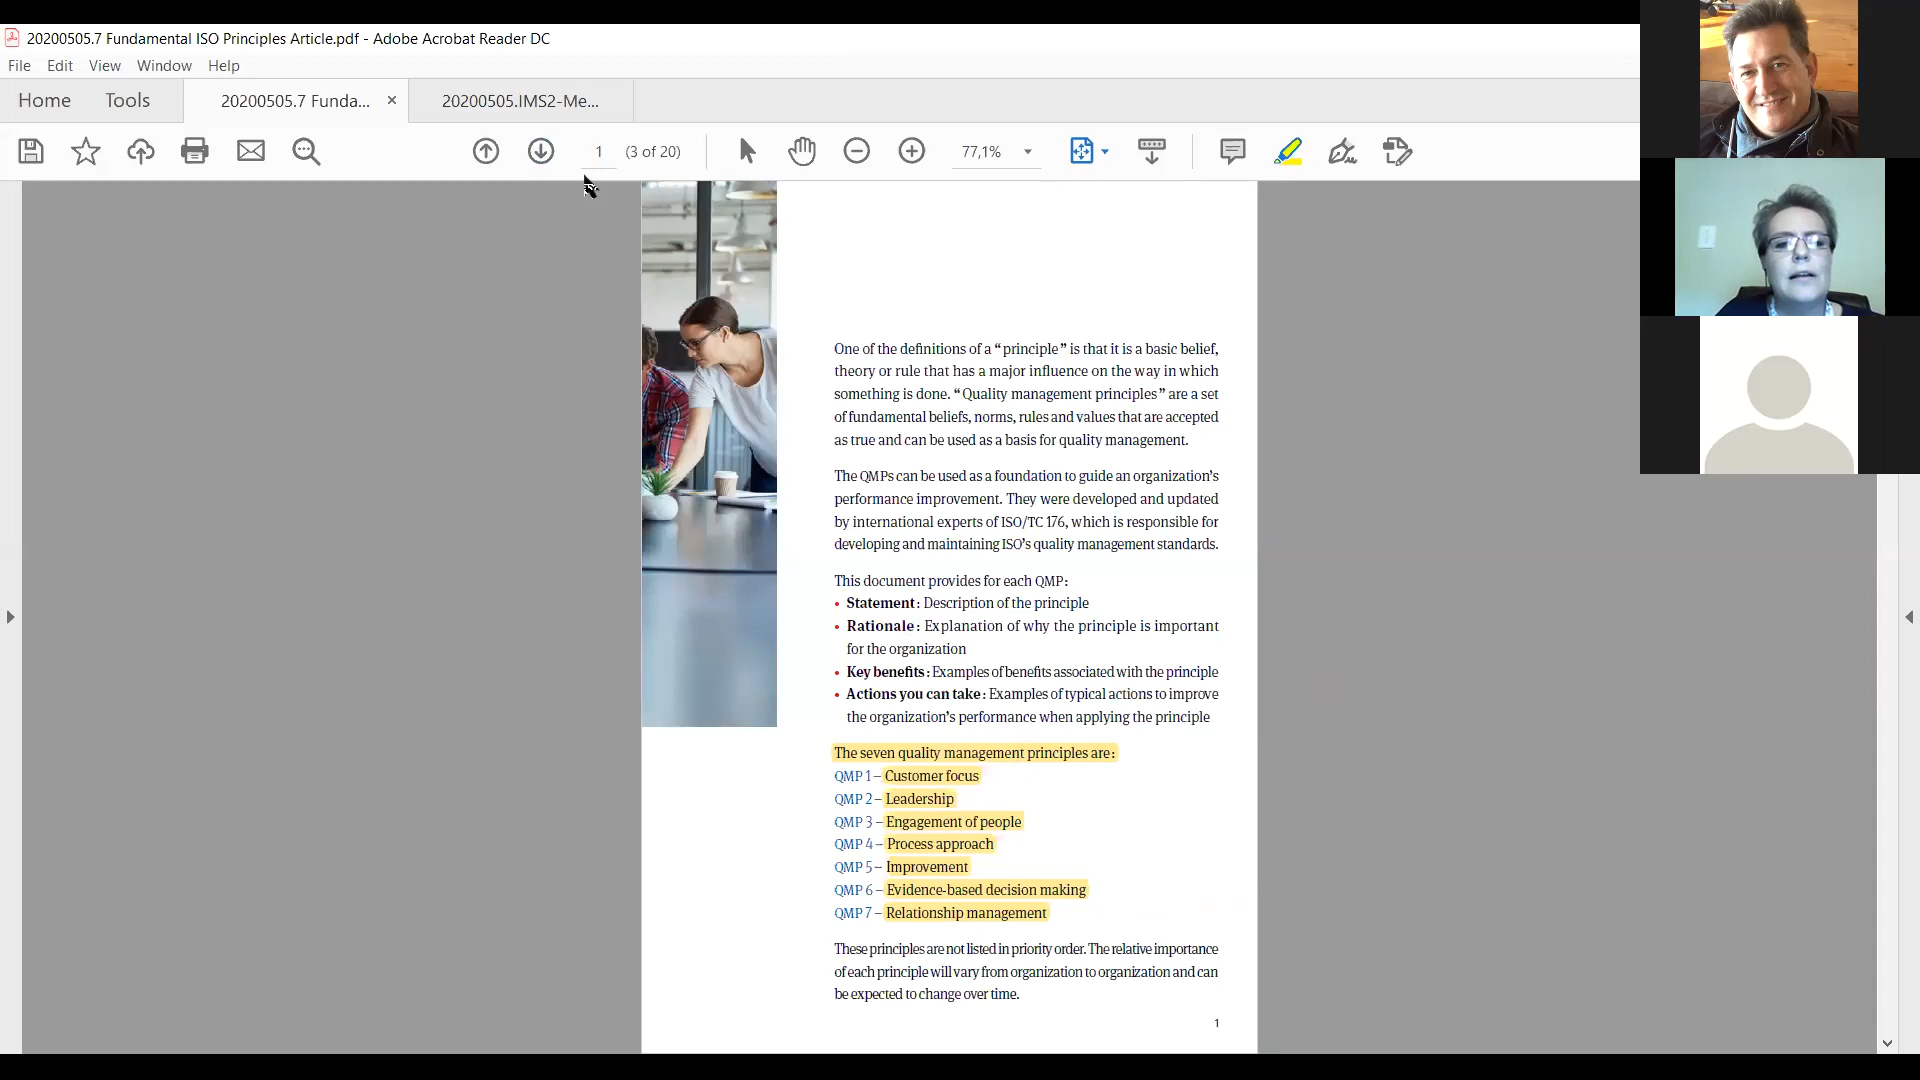 20200505.7 Fundamental ISO Principles Article.pdf - Adobe Acrobat Reader DC
File Edit View Window Help
Home Tools 20200505.7 Funda... × 20200505.IMS2-Me...
1 (3 of 20) 77,1%
One of the definitions of a “principle” is that it is a basic belief,
theory or rule that has a major influence on the way in which
something is done. “Quality management principles” are a set
of fundamental beliefs, norms, rules and values that are accepted
as true and can be used as a basis for quality management.
The QMPs can be used as a foundation to guide an organization’s
performance improvement. They were developed and updated
by international experts of ISO/TC 176, which is responsible for
developing and maintaining ISO’s quality management standards.
This document provides for each QMP:
• Statement: Description of the principle
• Rationale: Explanation of why the principle is important
for the organization
• Key benefits: Examples of benefits associated with the principle
• Actions you can take: Examples of typical actions to improve
the organization’s performance when applying the principle
The seven quality management principles are:
QMP 1 – Customer focus
QMP 2 – Leadership
QMP 3 – Engagement of people
QMP 4 – Process approach
QMP 5 – Improvement
QMP 6 – Evidence-based decision making
QMP 7 – Relationship management
These principles are not listed in priority order. The relative importance
of each principle will vary from organization to organization and can
be expected to change over time.
1